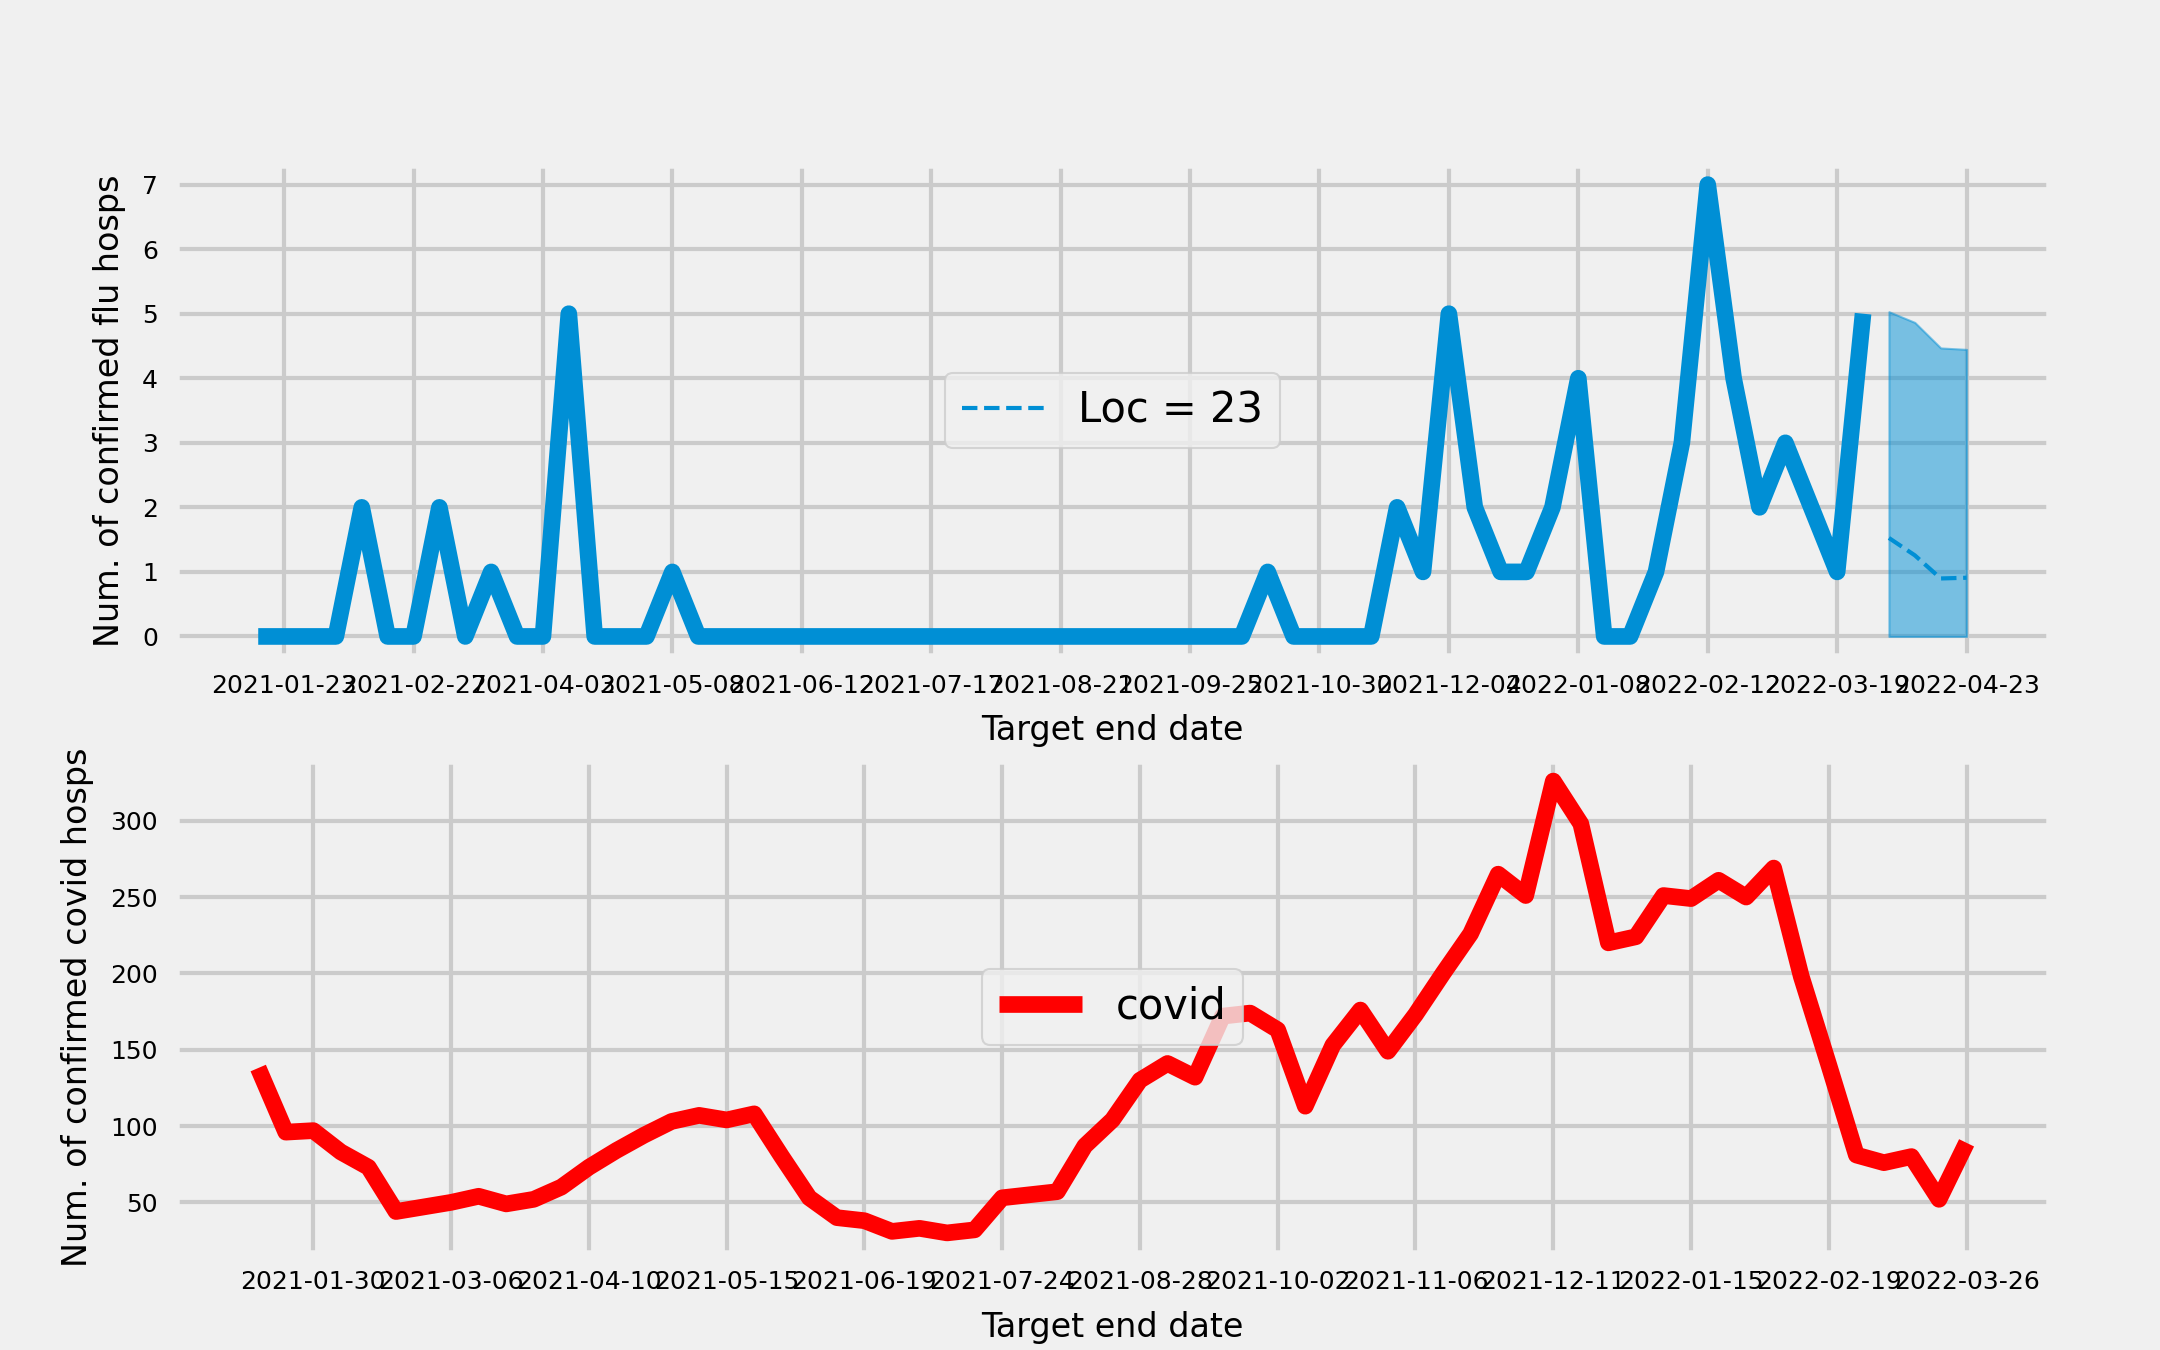 Num. of confirmed flu hosps
7
6
5
4
3
2
1
0
Loc = 23
2021-01-23 2021-02-27 2021-04-03 2021-05-08 2021-06-12 2021-07-17 2021-08-21 2021-09-25 2021-10-30 2021-12-04 2022-01-08 2022-02-12 2022-03-19 2022-04-23
Target end date
Num. of confirmed covid hosps
300
250
200
150
100
50
covid
2021-01-30 2021-03-06 2021-04-10 2021-05-15 2021-06-19 2021-07-24 2021-08-28 2021-10-02 2021-11-06 2021-12-11 2022-01-15 2022-02-19 2022-03-26
Target end date